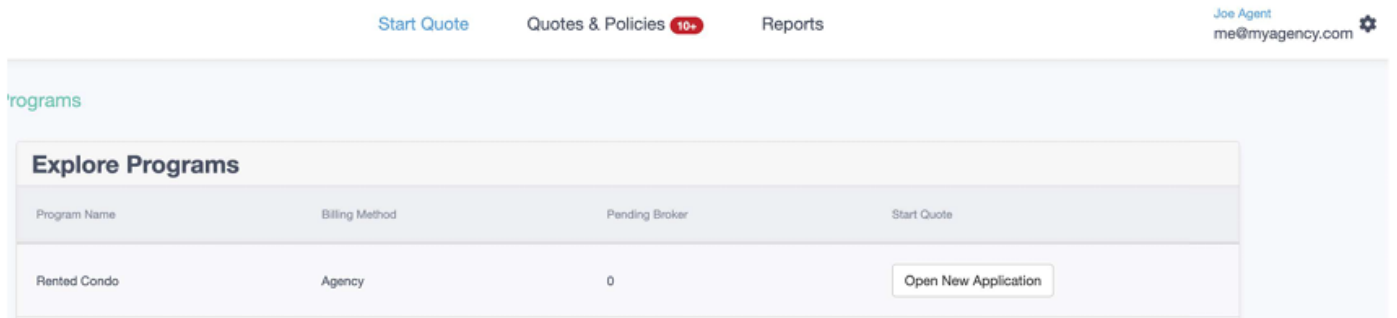 Start Quote Quotes & Policies 10+ Reports
Joe Agent
me@myagency.com
Programs
Explore Programs
Program Name Billing Method Pending Broker Start Quote
Rented Condo Agency 0 Open New Application